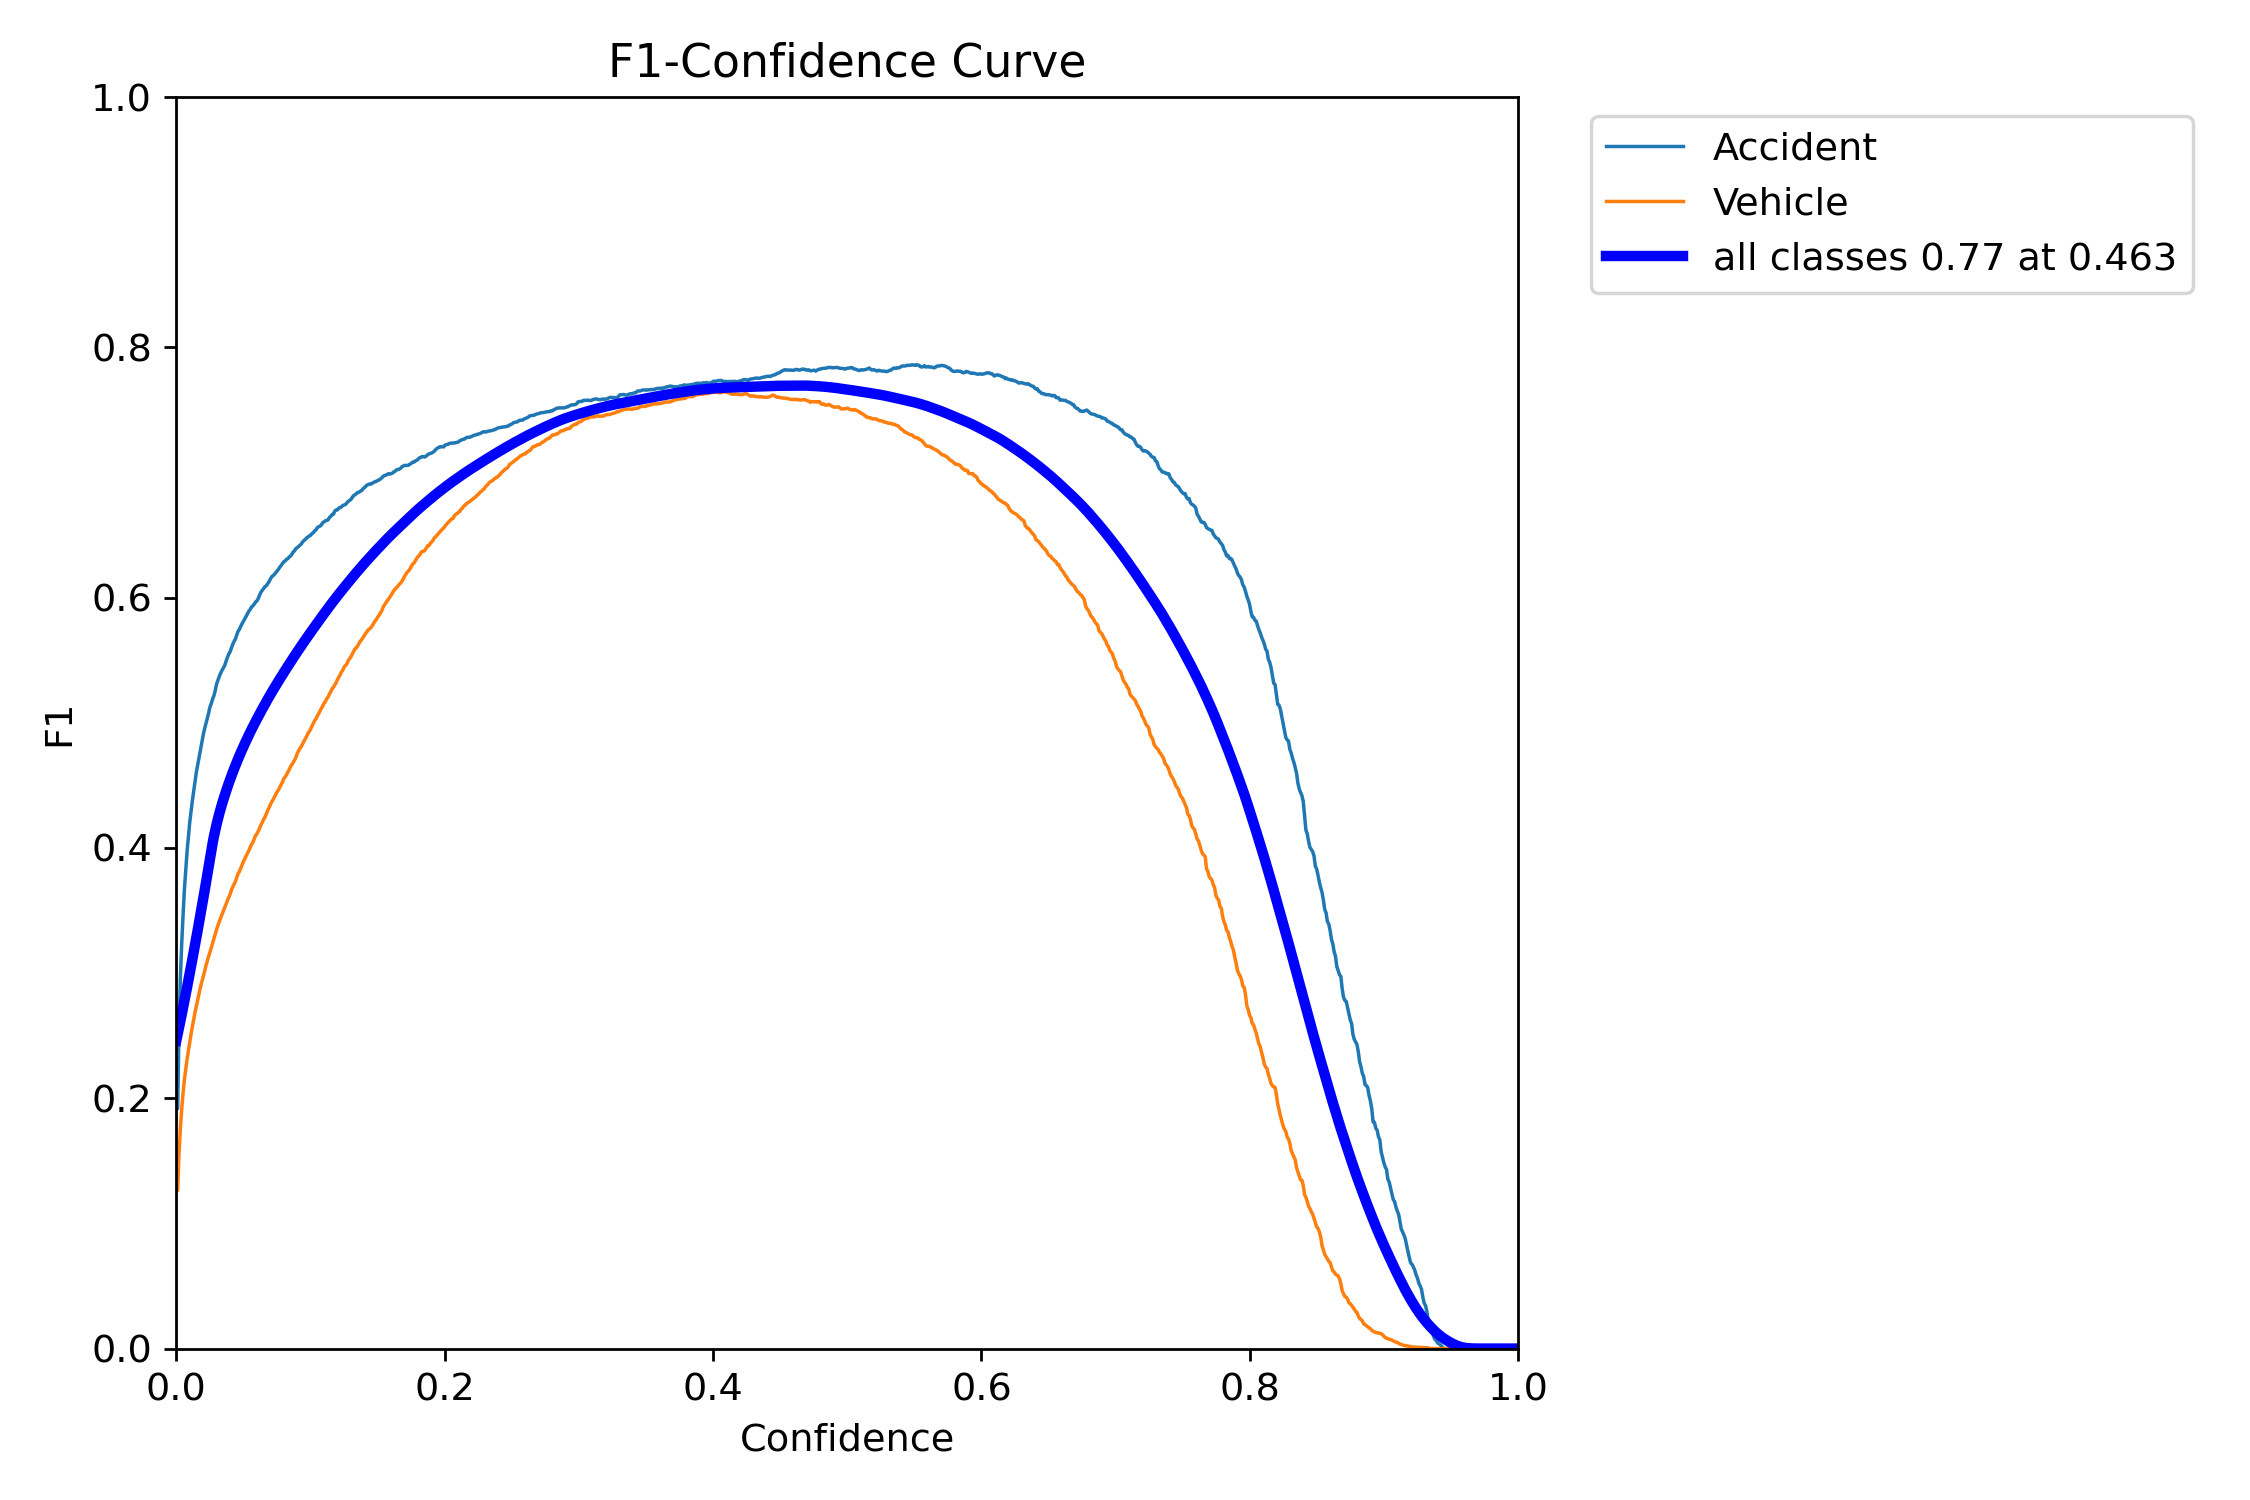 F1-Confidence Curve
1.0
0.8
0.6
0.4
0.2
0.0
F1
0.0 0.2 0.4 0.6 0.8 1.0
Confidence
Accident
Vehicle
all classes 0.77 at 0.463